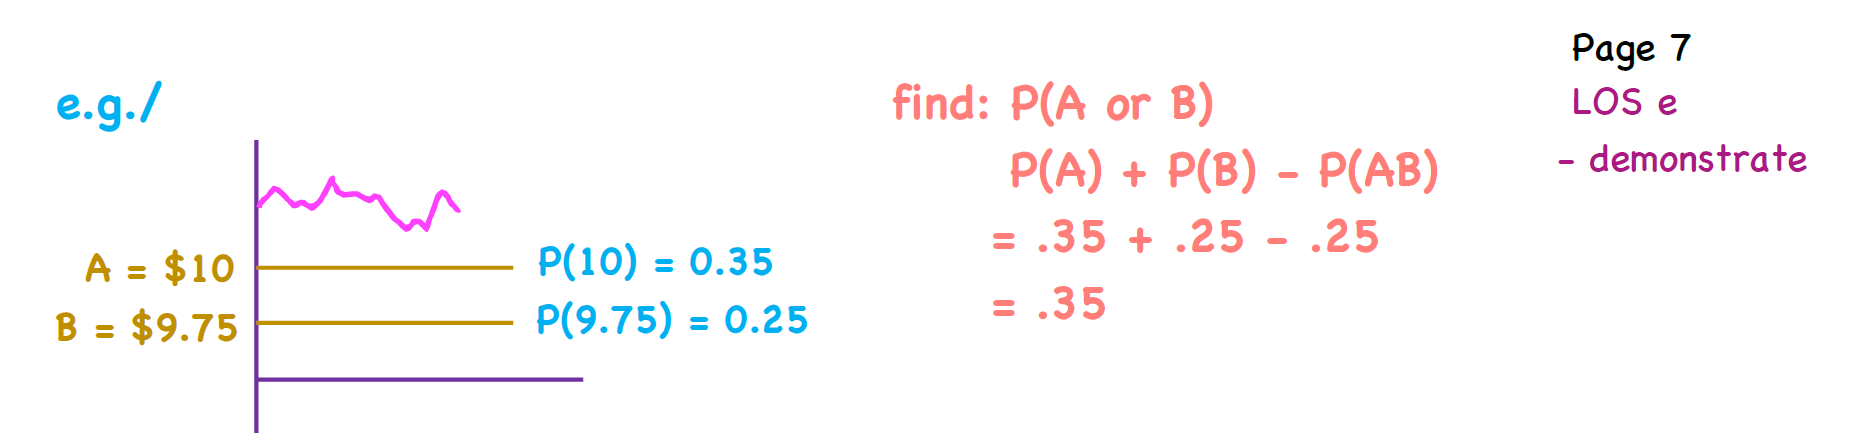 e.g./
A = $10
P(10) = 0.35
B = $9.75
P(9.75) = 0.25
find: P(A or B)
P(A) + P(B) - P(AB)
= .35 + .25 - .25
= .35
Page 7
LOS e
- demonstrate